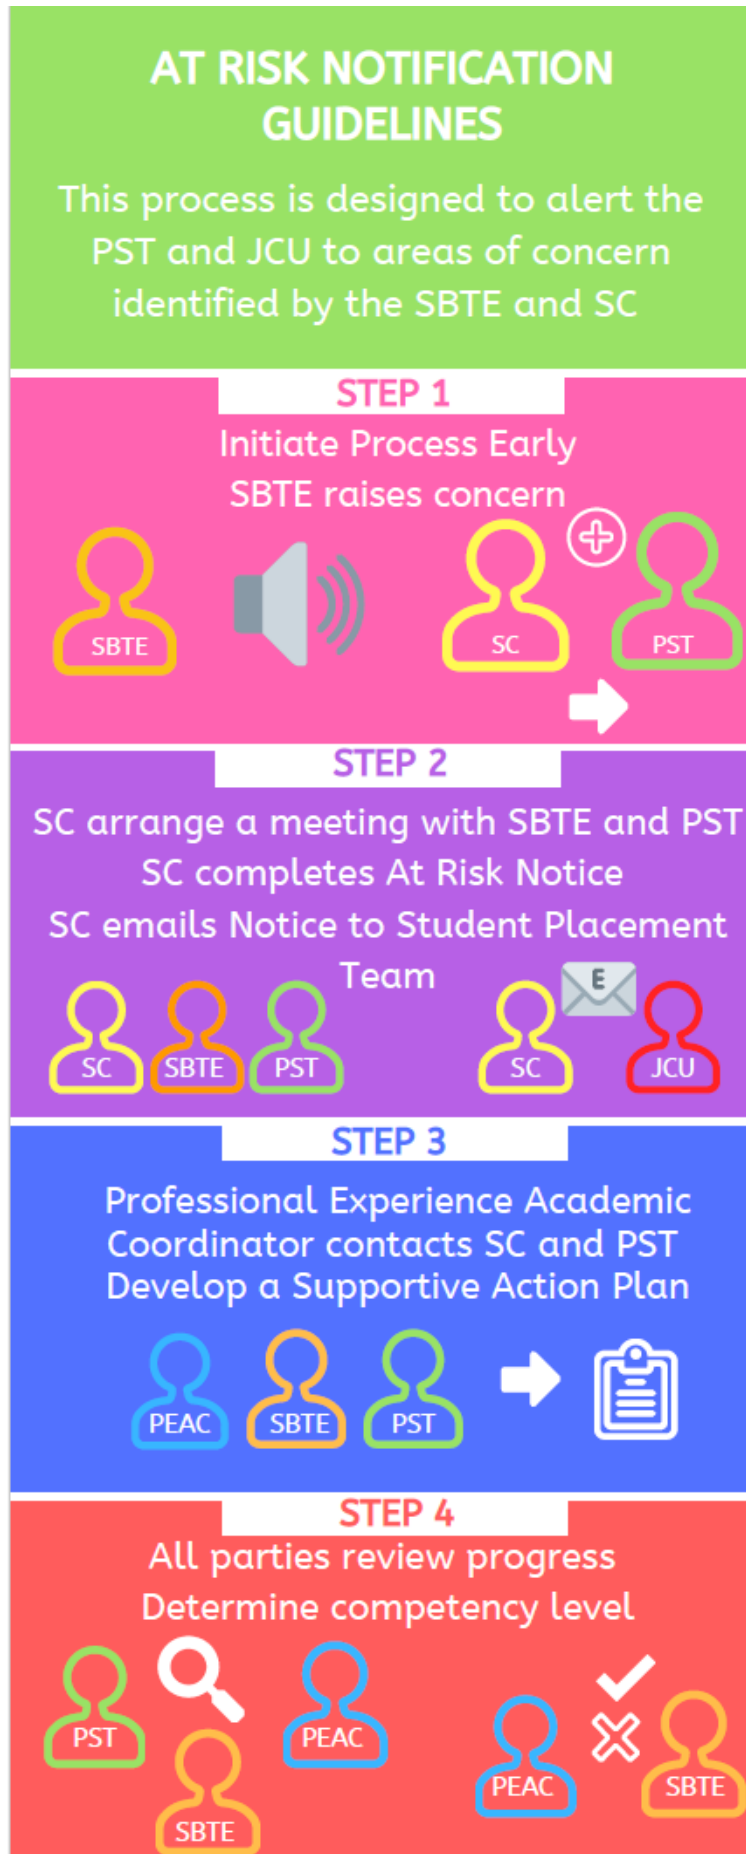 AT RISK NOTIFICATION
GUIDELINES
This process is designed to alert the
PST and JCU to areas of concern
identified by the SBTE and SC
STEP 1
Initiate Process Early
SBTE raises concern
SBTE
SC
PST
STEP 2
SC arrange a meeting with SBTE and PST
SC completes At Risk Notice
SC emails Notice to Student Placement
Team
E
SC
SBTE
PST
SC
JCU
STEP 3
Professional Experience Academic
Coordinator contacts SC and PST
Develop a Supportive Action Plan
PEAC
SBTE
PST
STEP 4
All parties review progress
Determine competency level
PST
PEAC
SBTE
PEAC
SBTE